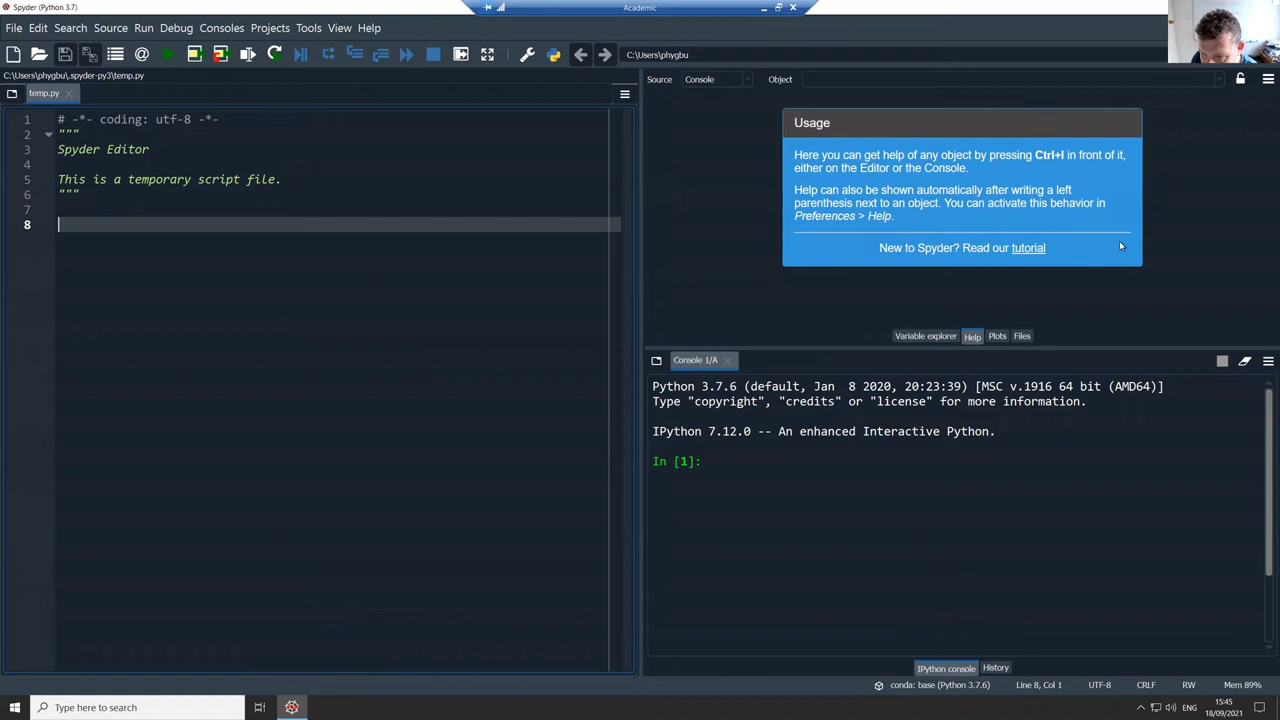 Spyder (Python 3.7)
Academic
File Edit Search Source Run Debug Consoles Projects Tools View Help
C:\Users\phygbu
C:\Users\phygbu\.spyder-py3\temp.py
Source Console Object
temp.py
1 # -*- coding: utf-8 -*-
2 """
3 Spyder Editor
4
5 This is a temporary script file.
6 """
7
8
Usage
Here you can get help of any object by pressing Ctrl+I in front of it,
either on the Editor or the Console.
Help can also be shown automatically after writing a left
parenthesis next to an object. You can activate this behavior in
Preferences > Help.
New to Spyder? Read our tutorial
Variable explorer Help Plots Files
Console 1/A
Python 3.7.6 (default, Jan  8 2020, 20:23:39) [MSC v.1916 64 bit (AMD64)]
Type "copyright", "credits" or "license" for more information.
IPython 7.12.0 -- An enhanced Interactive Python.
In [1]:
IPython console History
conda: base (Python 3.7.6) Line 8, Col 1 UTF-8 CRLF RW Mem 89%
Type here to search
ENG
15:45
18/09/2021